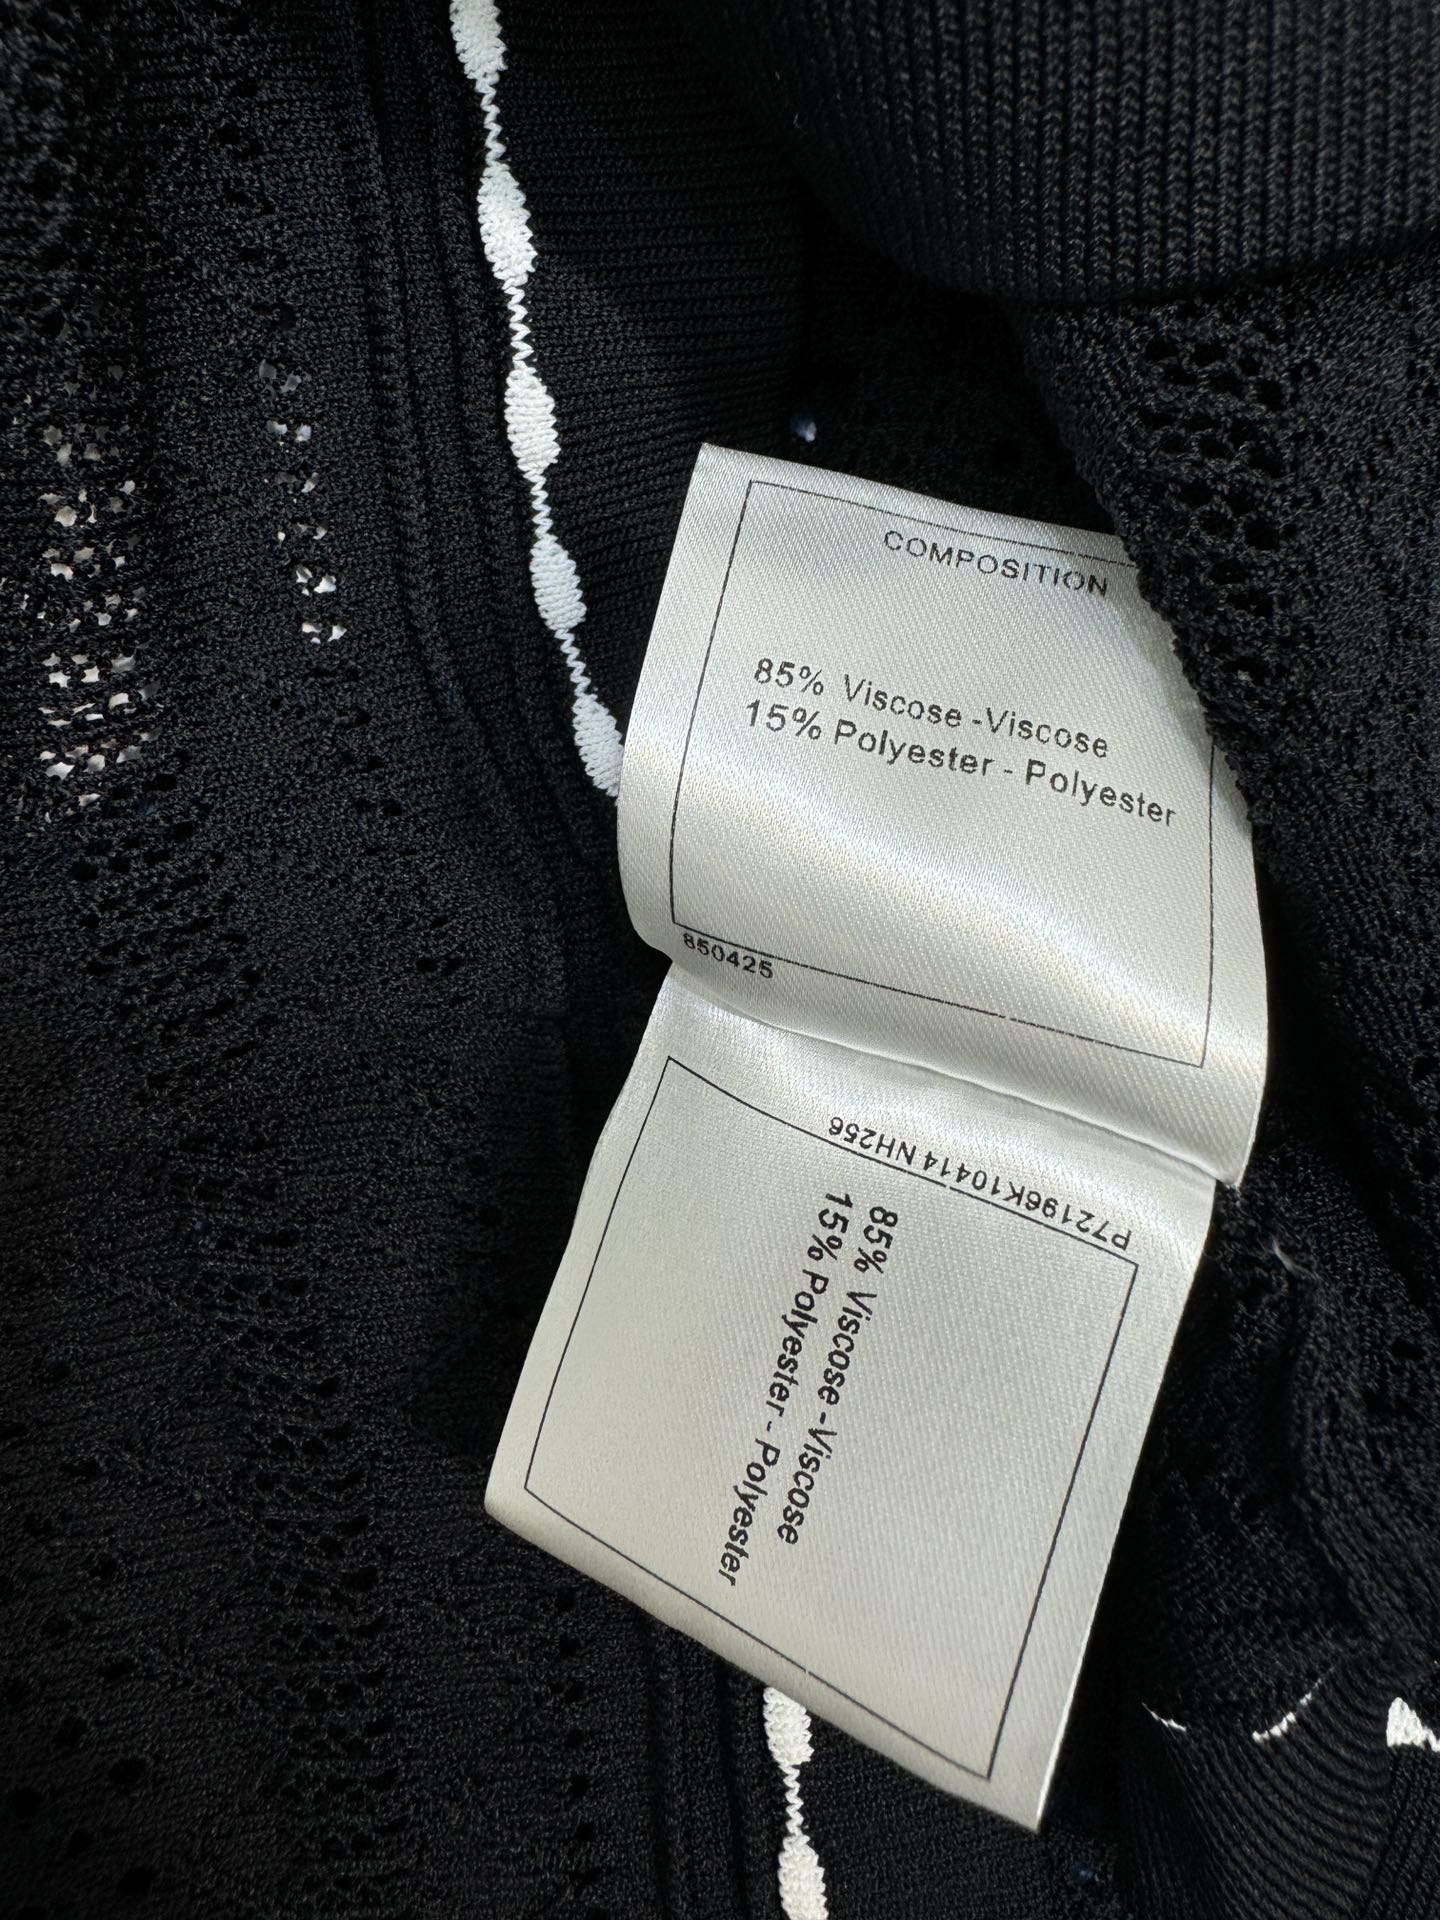 COMPOSITION
85% Viscose -Viscose
15% Polyester - Polyester
850425
P72196K10414 NH256
85% Viscose -Viscose
15% Polyester - Polyester